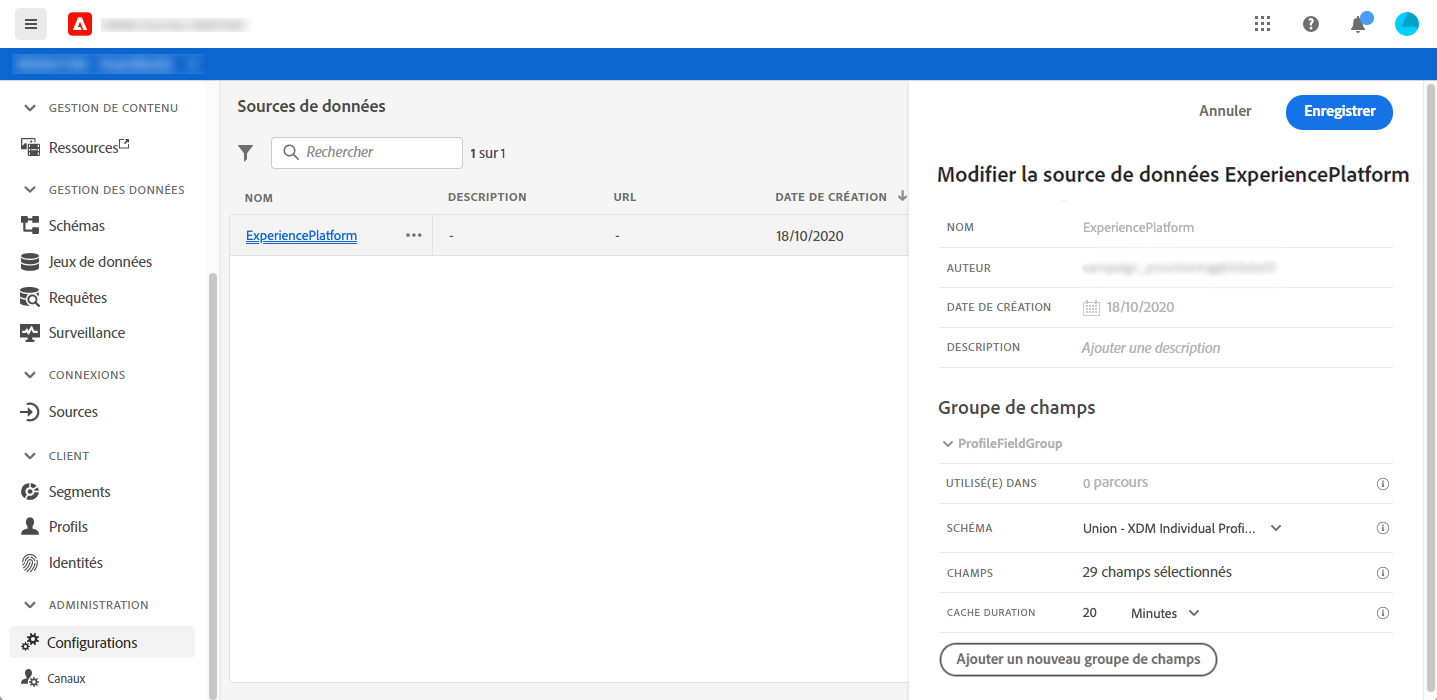 GESTION DE CONTENU
Ressources
GESTION DES DONNÉES
Schémas
Jeux de données
Requêtes
Surveillance
CONNEXIONS
Sources
CLIENT
Segments
Profils
Identités
ADMINISTRATION
Configurations
Canaux
Sources de données
Rechercher
1 sur 1
NOM DESCRIPTION URL DATE DE CRÉATION
ExperiencePlatform - - 18/10/2020
Annuler Enregistrer
Modifier la source de données ExperiencePlatform
NOM ExperiencePlatform
AUTEUR
DATE DE CRÉATION 18/10/2020
DESCRIPTION Ajouter une description
Groupe de champs
ProfileFieldGroup
UTILISÉ(E) DANS 0 parcours
SCHÉMA Union - XDM Individual Profi...
CHAMPS 29 champs sélectionnés
CACHE DURATION 20 Minutes
Ajouter un nouveau groupe de champs